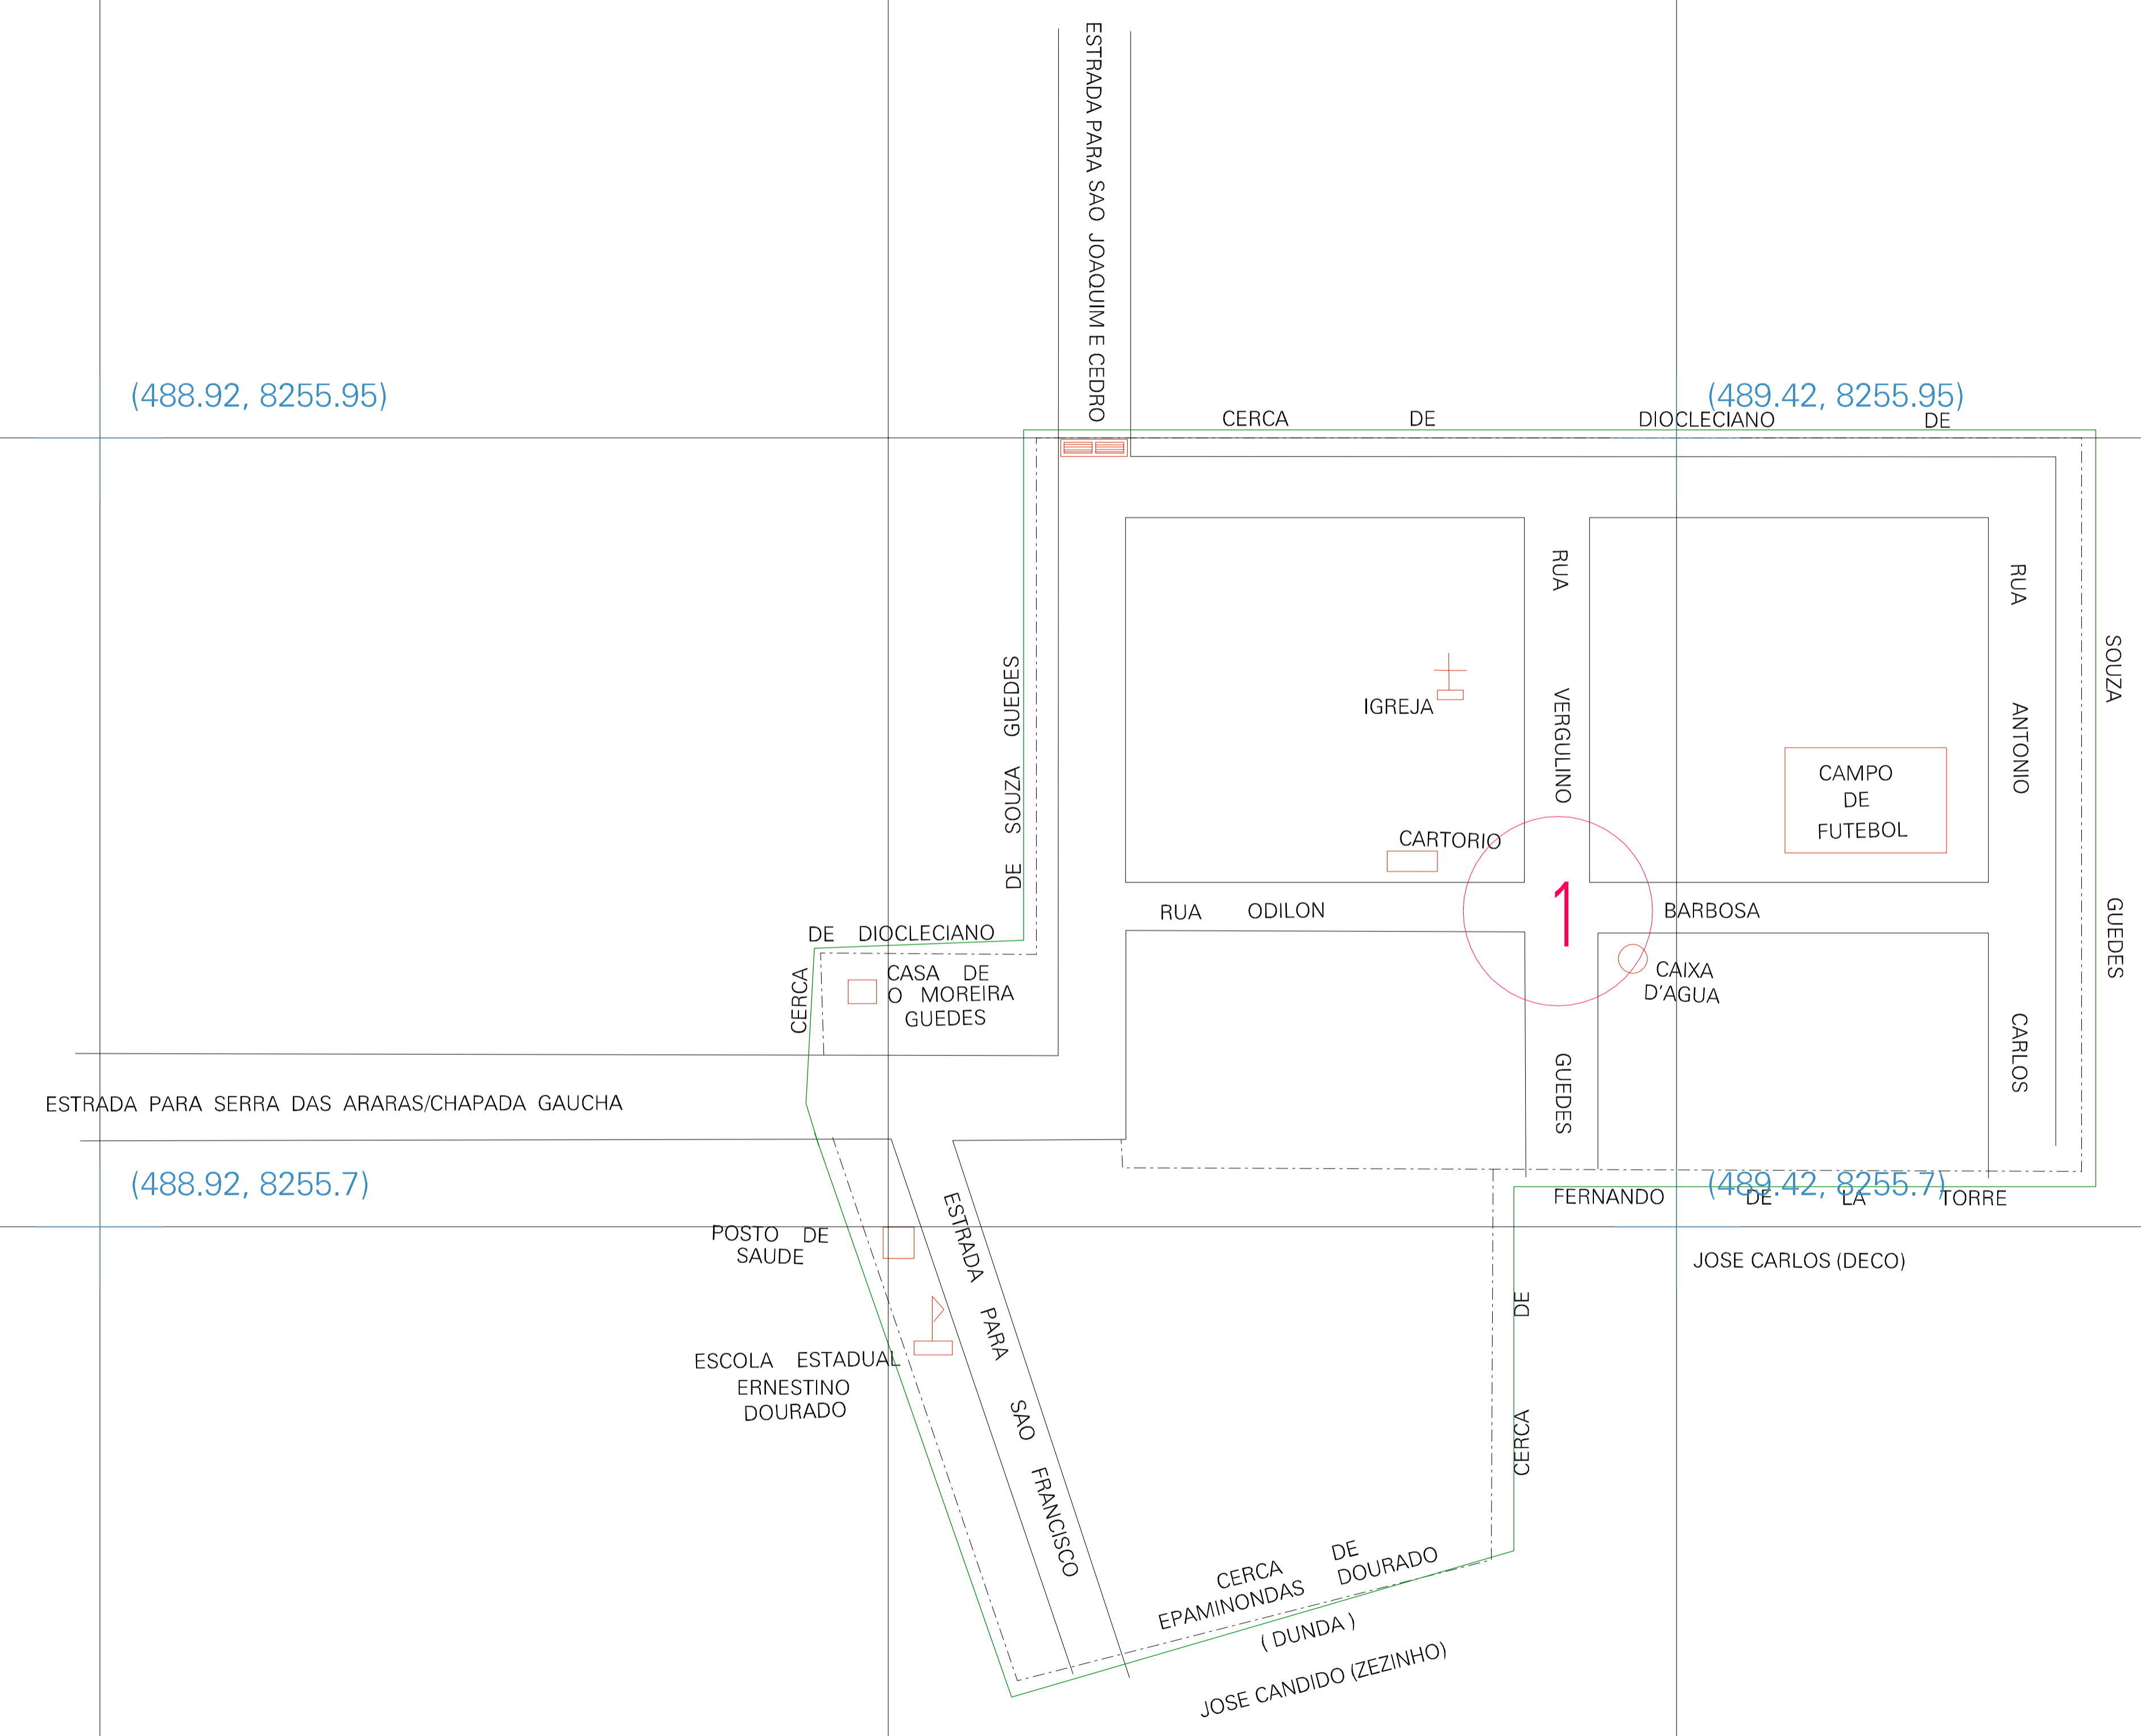 ESTRADA PARA SAO JOAQUIM E CEDRO
(488.92, 8255.95)
(489.42, 8255.95)
CERCA DE DIOCLECIANO DE
SOUZA GUEDES
RUA VERGULINO GUEDES
RUA ANTONIO CARLOS
IGREJA
CAMPO
DE
FUTEBOL
CARTORIO
1
RUA ODILON BARBOSA
CERCA
DE DIOCLECIANO
DE SOUZA GUEDES
CASA DE
O MOREIRA
GUEDES
CAIXA
D'AGUA
ESTRADA PARA SERRA DAS ARARAS/CHAPADA GAUCHA
(488.92, 8255.7)
(489.42, 8255.7)
CERCA DE
FERNANDO DE LA TORRE
JOSE CARLOS (DECO)
POSTO DE
SAUDE
ESTRADA PARA SAO FRANCISCO
ESCOLA ESTADUAL
ERNESTINO
DOURADO
CERCA DE
EPAMINONDAS DOURADO
( DUNDA )
JOSE CANDIDO (ZEZINHO)